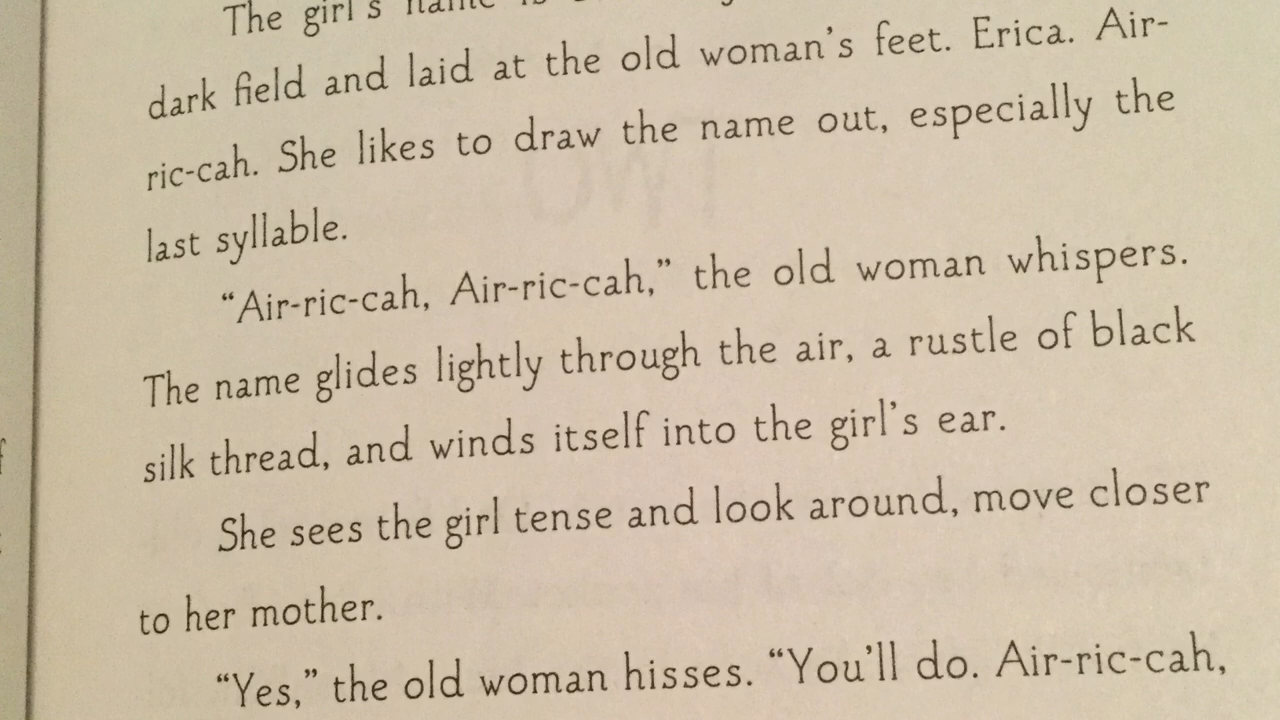 The girl's name is
dark field and laid at the old woman's feet. Erica. Air-
ric-cah. She likes to draw the name out, especially the
last syllable.
“Air-ric-cah, Air-ric-cah,” the old woman whispers.
The name glides lightly through the air, a rustle of black
silk thread, and winds itself into the girl's ear.
She sees the girl tense and look around, move closer
to her mother.
“Yes,” the old woman hisses. “You'll do. Air-ric-cah,